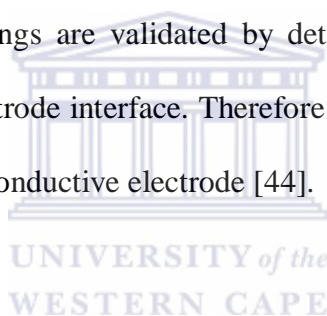 ngs are validated by det
trode interface. Therefore
onductive electrode [44].
UNIVERSITY of the
WESTERN CAPE